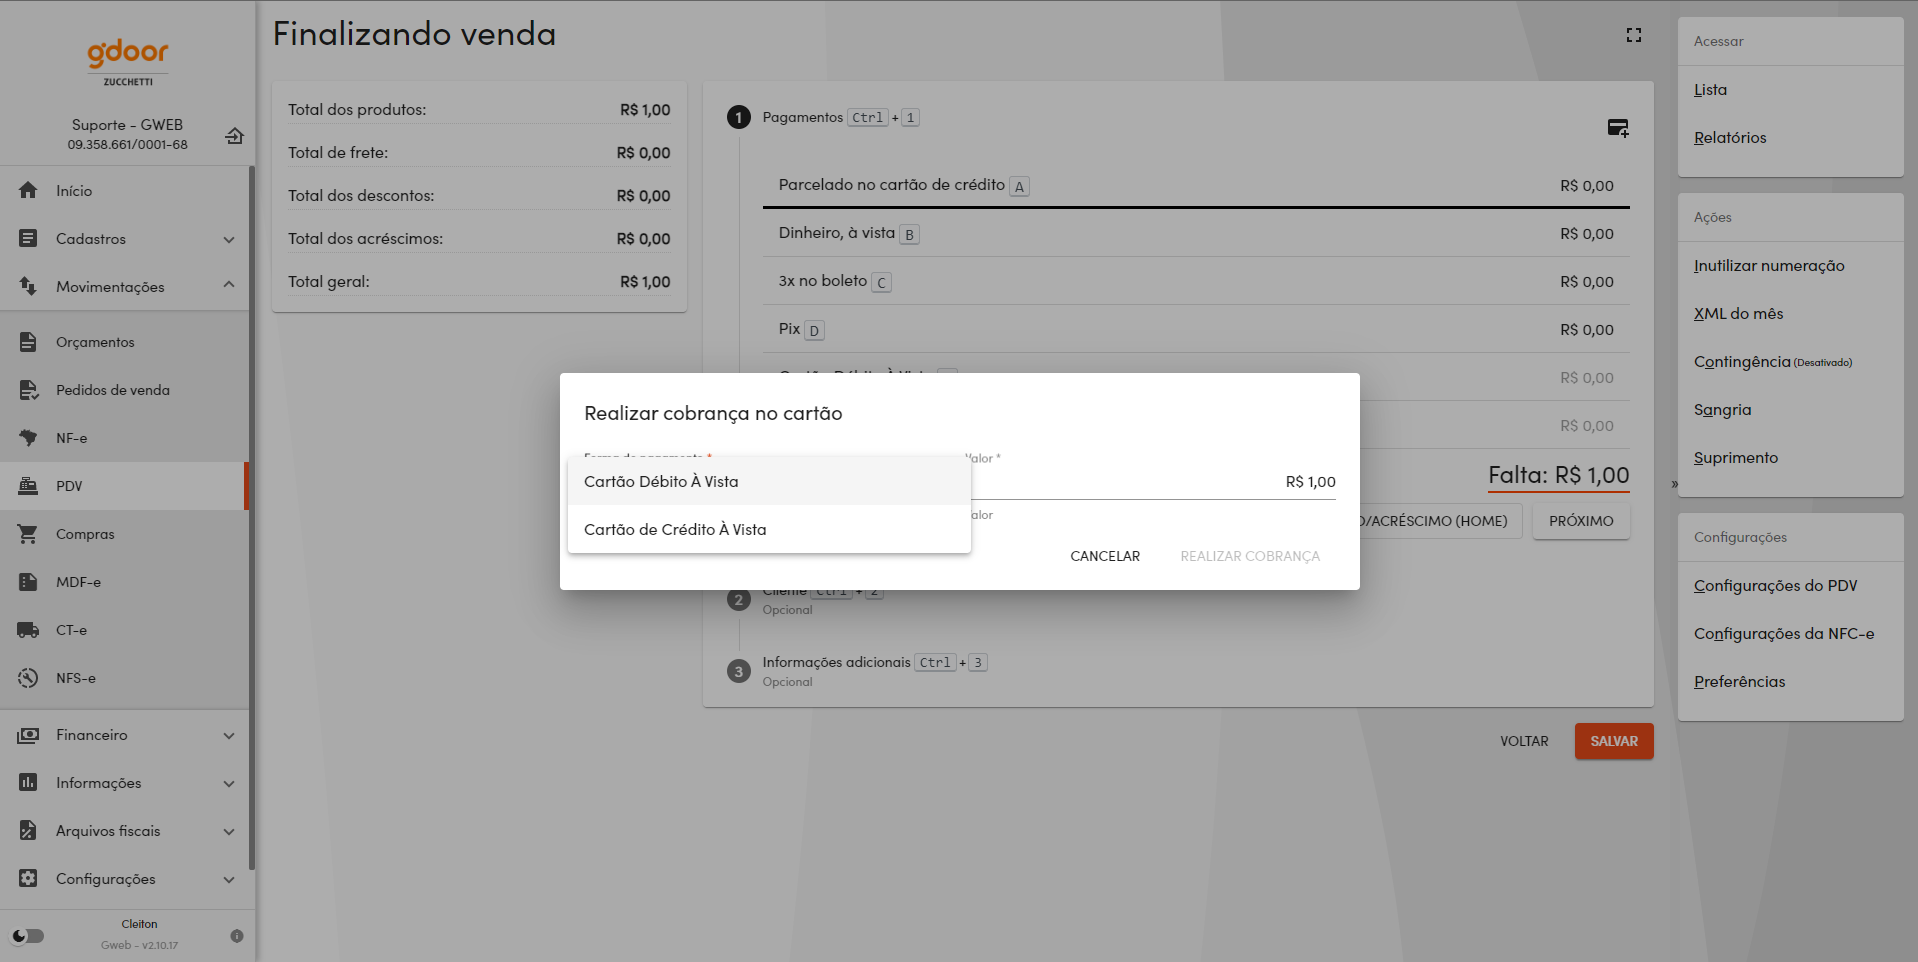 gdoor
ZUCCHETTI
Suporte - GWEB
09.358.661/0001-68
Início
Cadastros
Movimentações
Orçamentos
Pedidos de venda
NF-e
PDV
Compras
MDF-e
CT-e
NFS-e
Financeiro
Informações
Arquivos fiscais
Configurações
Cleiton
Gweb - v2.10.17
Finalizando venda
Total dos produtos: R$ 1,00
Total de frete: R$ 0,00
Total dos descontos: R$ 0,00
Total dos acréscimos: R$ 0,00
Total geral: R$ 1,00
1 Pagamentos Ctrl + 1
Parcelado no cartão de crédito A R$ 0,00
Dinheiro, à vista B R$ 0,00
3x no boleto C R$ 0,00
Pix D R$ 0,00
Cartão Débito À Vista R$ 0,00
R$ 0,00
Falta: R$ 1,00
O/ACRÉSCIMO (HOME) PRÓXIMO
Realizar cobrança no cartão
Forma de pagamento *
Cartão Débito À Vista
Cartão de Crédito À Vista
Valor *
R$ 1,00
alor
CANCELAR REALIZAR COBRANÇA
2 Cliente Ctrl + 2
Opcional
3 Informações adicionais Ctrl + 3
Opcional
VOLTAR SALVAR
»
Acessar
Lista
Relatórios
Ações
Inutilizar numeração
XML do mês
Contingência (Desativado)
Sangria
Suprimento
Configurações
Configurações do PDV
Configurações da NFC-e
Preferências